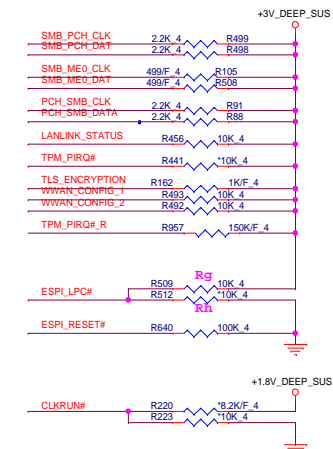 +3V_DEEP_SUS
SMB_PCH_CLK 2.2K_4 R499
SMB_PCH_DAT 2.2K_4 R498
SMB_ME0_CLK 499/F_4 R105
SMB_ME0_DAT 499/F_4 R508
PCH_SMB_CLK 2.2K_4 R91
PCH_SMB_DATA 2.2K_4 R88
LANLINK_STATUS R456 10K_4
TPM_PIRQ# R441 *10K_4
TLS_ENCRYPTION R162 1K/F_4
WWAN_CONFIG_1 R493 10K_4
WWAN_CONFIG_2 R492 10K_4
TPM_PIRQ#_R R957 150K/F_4
Rg
R509 10K_4
ESPI_LPC# R512 *10K_4
Rh
ESPI_RESET# R640 100K_4
+1.8V_DEEP_SUS
CLKRUN# R220 *8.2K/F_4
R223 *10K_4